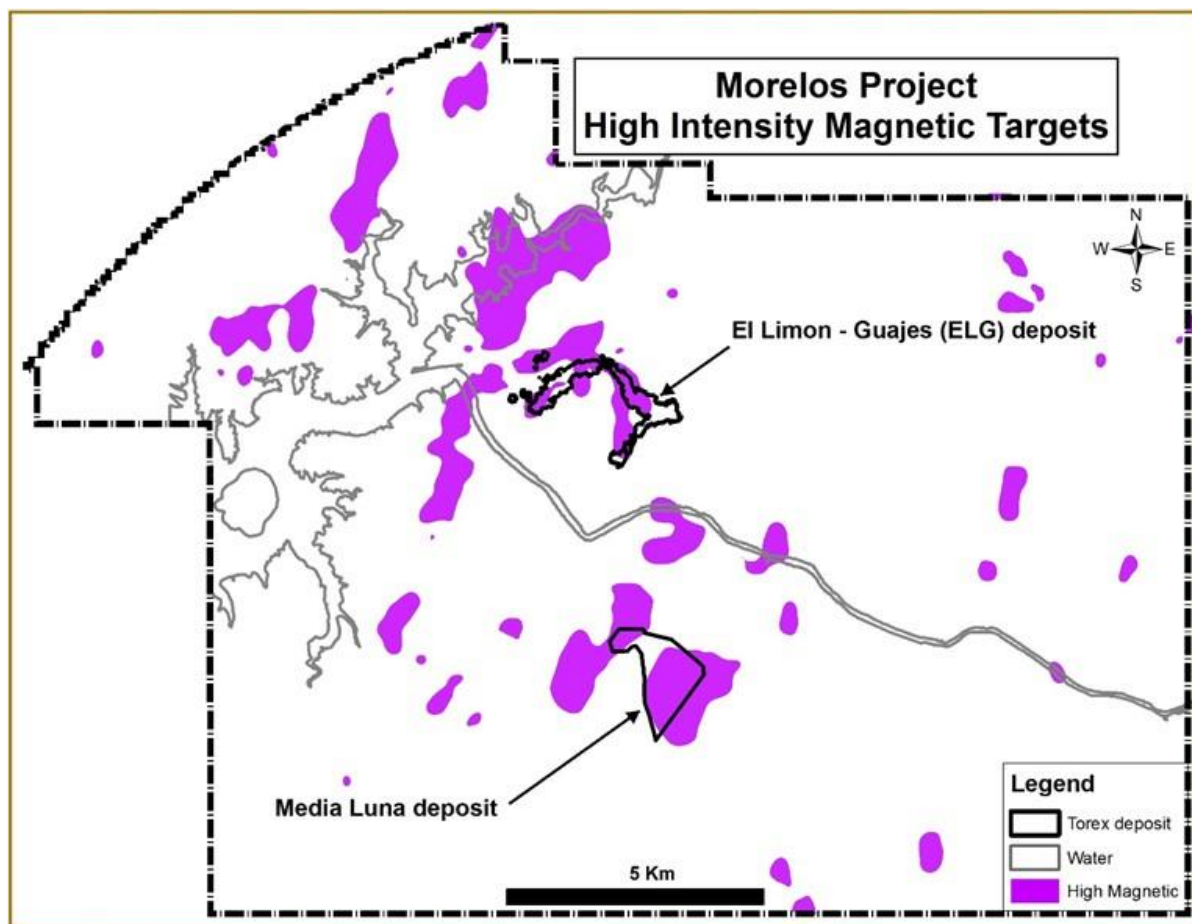 Morelos Project
High Intensity Magnetic Targets
N
W E
S
El Limon - Guajes (ELG) deposit
Media Luna deposit
5 Km
Legend
Torex deposit
Water
High Magnetic